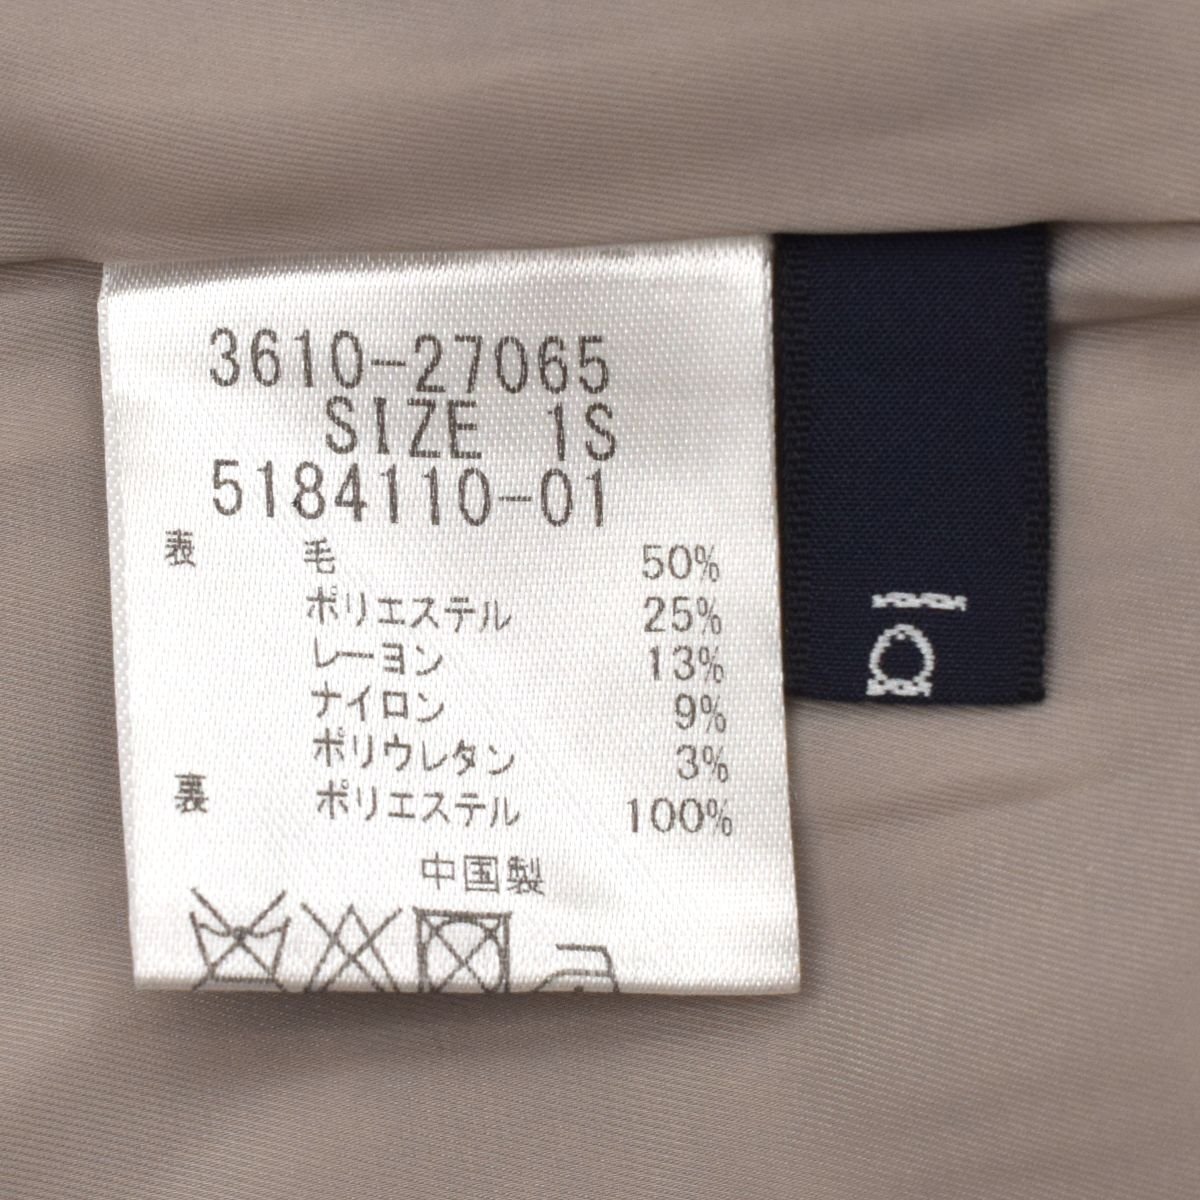 3610-27065
SIZE 1S
5184110-01
表 毛 50%
ポリエステル 25%
レーヨン 13%
ナイロン 9%
ポリウレタン 3%
裏 ポリエステル 100%
中国製